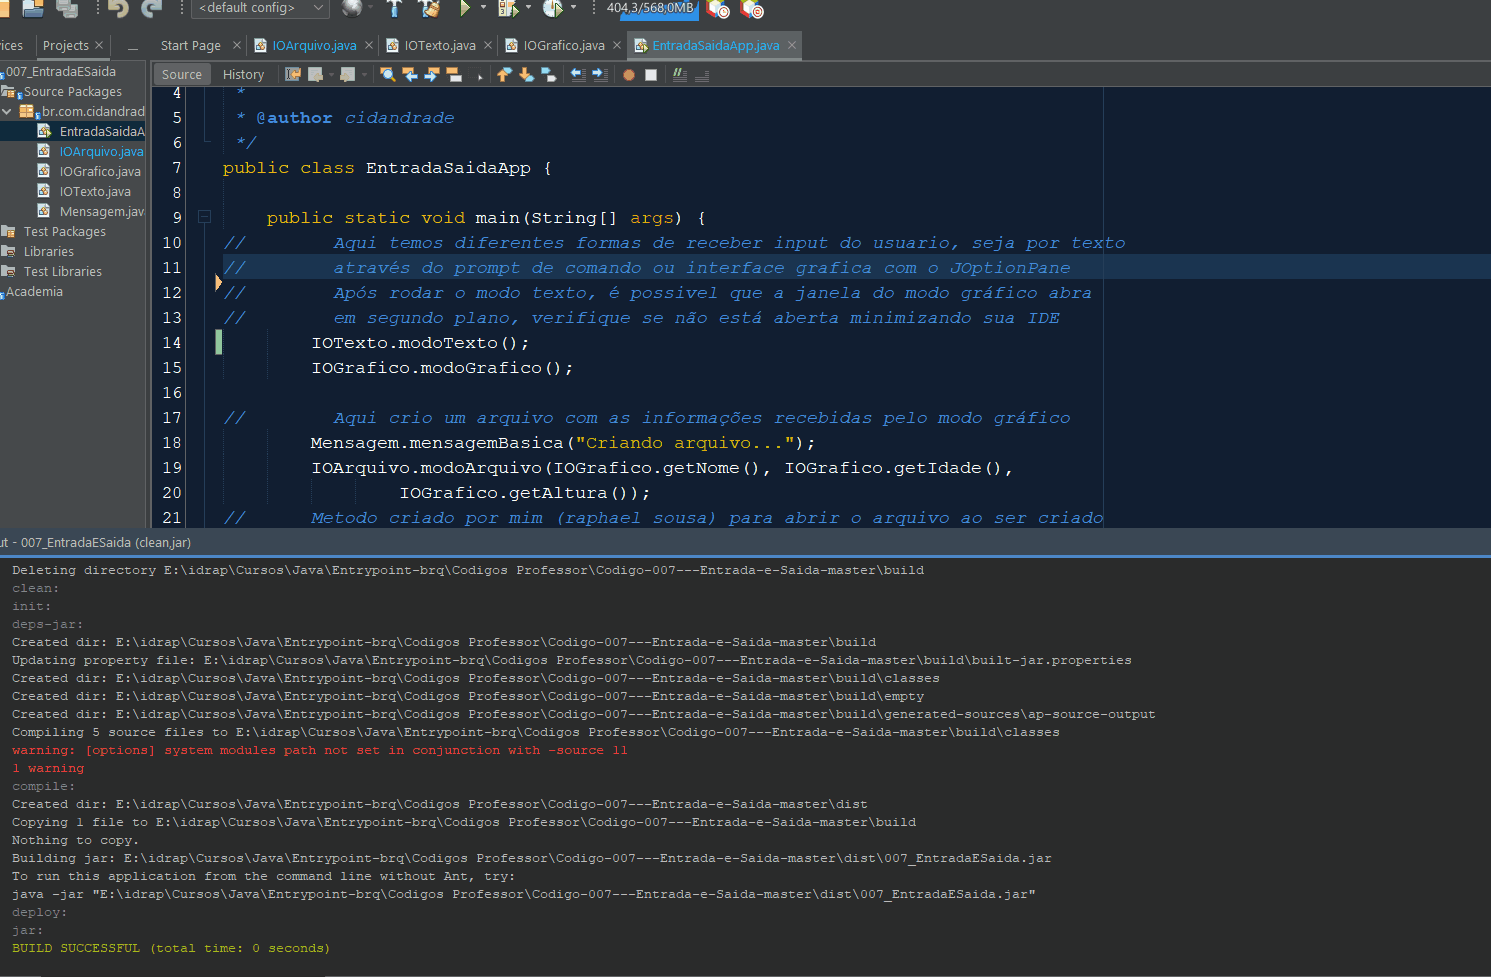 <default config>
404,3/568,0MB
ices
Projects
Start Page
IOArquivo.java
IOTexto.java
IOGrafico.java
EntradaSaidaApp.java
007_EntradaESaida
Source Packages
br.com.cidandrad
EntradaSaidaA
IOArquivo.java
IOGrafico.java
IOTexto.java
Mensagem.jav
Test Packages
Libraries
Test Libraries
Academia
Source
History
4 *
5 * @author cidandrade
6 */
7 public class EntradaSaidaApp {
8
9 public static void main(String[] args) {
10 // Aqui temos diferentes formas de receber input do usuario, seja por texto
11 // através do prompt de comando ou interface grafica com o JOptionPane
12 // Após rodar o modo texto, é possivel que a janela do modo gráfico abra
13 // em segundo plano, verifique se não está aberta minimizando sua IDE
14 IOTexto.modoTexto();
15 IOGrafico.modoGrafico();
16
17 // Aqui crio um arquivo com as informações recebidas pelo modo gráfico
18 Mensagem.mensagemBasica("Criando arquivo...");
19 IOArquivo.modoArquivo(IOGrafico.getNome(), IOGrafico.getIdade(),
20 IOGrafico.getAltura());
21 // Metodo criado por mim (raphael sousa) para abrir o arquivo ao ser criado
ut - 007_EntradaESaida (clean,jar)
Deleting directory E:\idrap\Cursos\Java\Entrypoint-brq\Codigos Professor\Codigo-007---Entrada-e-Saida-master\build
clean:
init:
deps-jar:
Created dir: E:\idrap\Cursos\Java\Entrypoint-brq\Codigos Professor\Codigo-007---Entrada-e-Saida-master\build
Updating property file: E:\idrap\Cursos\Java\Entrypoint-brq\Codigos Professor\Codigo-007---Entrada-e-Saida-master\build\built-jar.properties
Created dir: E:\idrap\Cursos\Java\Entrypoint-brq\Codigos Professor\Codigo-007---Entrada-e-Saida-master\build\classes
Created dir: E:\idrap\Cursos\Java\Entrypoint-brq\Codigos Professor\Codigo-007---Entrada-e-Saida-master\build\empty
Created dir: E:\idrap\Cursos\Java\Entrypoint-brq\Codigos Professor\Codigo-007---Entrada-e-Saida-master\build\generated-sources\ap-source-output
Compiling 5 source files to E:\idrap\Cursos\Java\Entrypoint-brq\Codigos Professor\Codigo-007---Entrada-e-Saida-master\build\classes
warning: [options] system modules path not set in conjunction with -source 11
1 warning
compile:
Created dir: E:\idrap\Cursos\Java\Entrypoint-brq\Codigos Professor\Codigo-007---Entrada-e-Saida-master\dist
Copying 1 file to E:\idrap\Cursos\Java\Entrypoint-brq\Codigos Professor\Codigo-007---Entrada-e-Saida-master\build
Nothing to copy.
Building jar: E:\idrap\Cursos\Java\Entrypoint-brq\Codigos Professor\Codigo-007---Entrada-e-Saida-master\dist\007_EntradaESaida.jar
To run this application from the command line without Ant, try:
java -jar "E:\idrap\Cursos\Java\Entrypoint-brq\Codigos Professor\Codigo-007---Entrada-e-Saida-master\dist\007_EntradaESaida.jar"
deploy:
jar:
BUILD SUCCESSFUL (total time: 0 seconds)